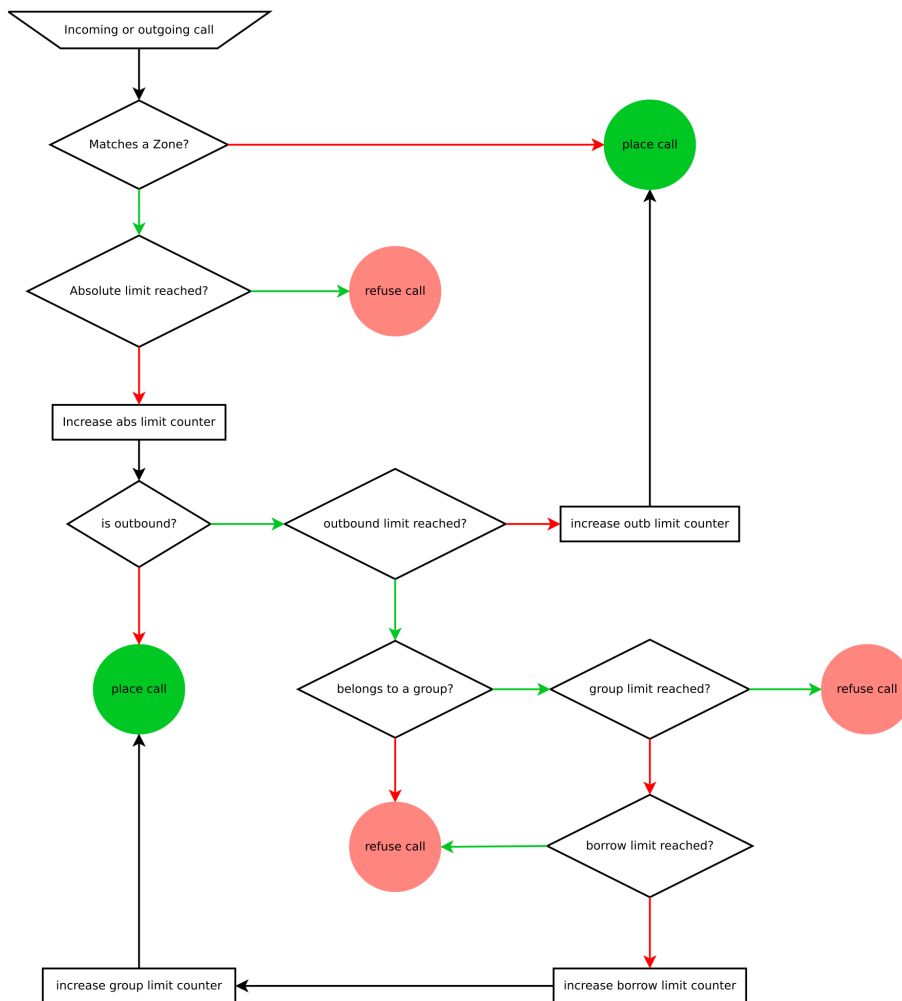 Incoming or outgoing call
Matches a Zone?
place call
Absolute limit reached?
refuse call
Increase abs limit counter
is outbound?
outbound limit reached?
increase outb limit counter
place call
belongs to a group?
group limit reached?
refuse call
refuse call
borrow limit reached?
increase group limit counter
increase borrow limit counter